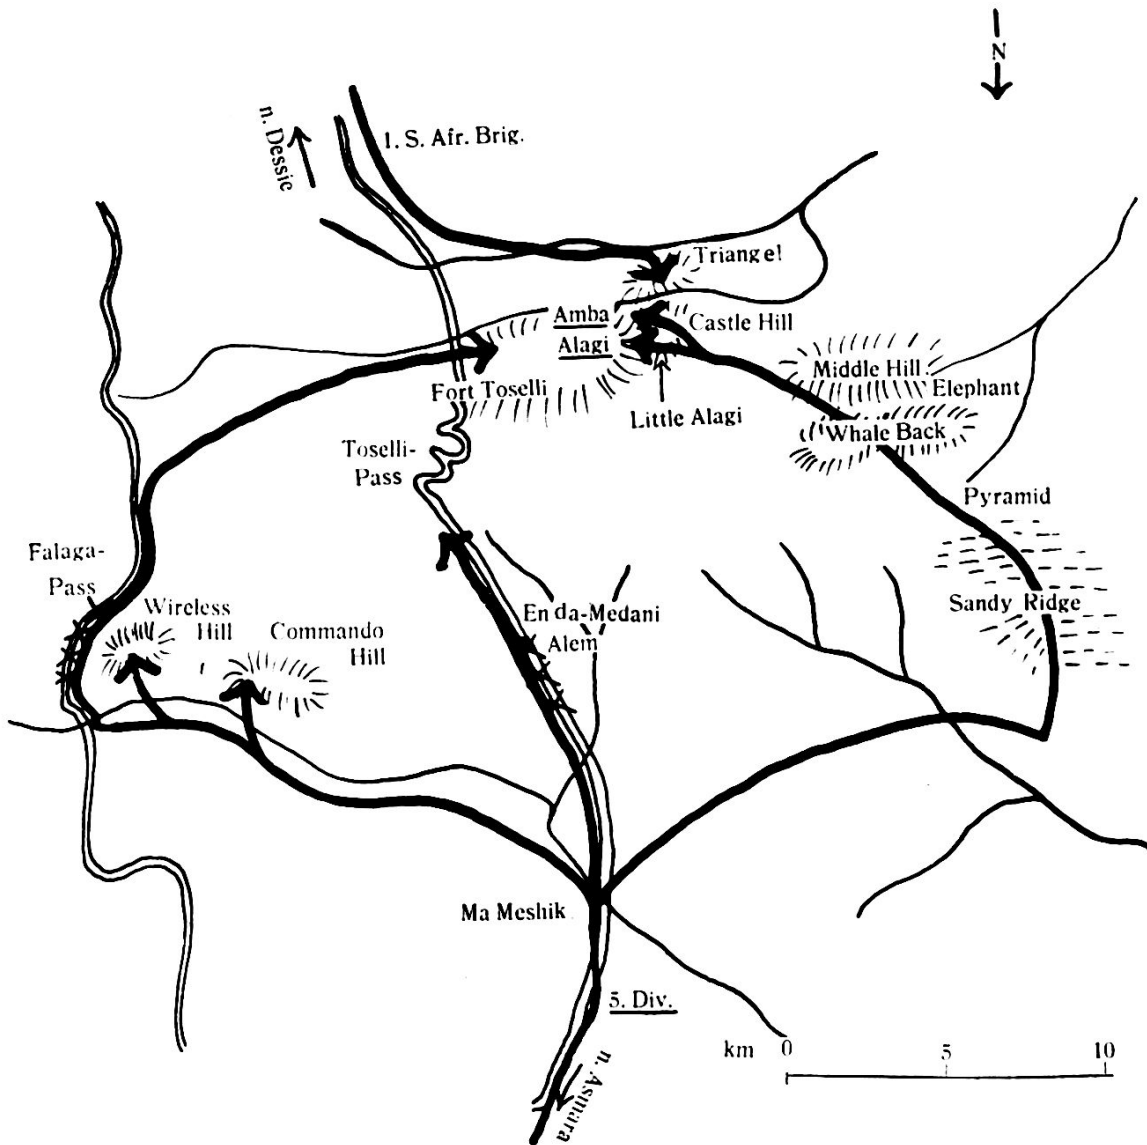 N
n. Dessie
1. S. Afr. Brig.
Triangel
Amba
Alagi
Castle Hill
Middle Hill
Elephant
Fort Toselli
Little Alagi
Whale Back
Toselli-
Pass
Pyramid
Falaga-
Pass
Wireless
Hill
Commando
Hill
Enda-Medani
Alem
Sandy Ridge
Ma Meshik
5. Div.
km 0 5 10
n. Asmara